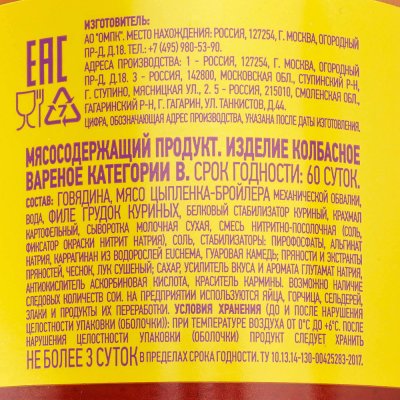 ИЗГОТОВИТЕЛЬ:
АО "ОМПК". МЕСТО НАХОЖДЕНИЯ: РОССИЯ, 127254, Г. МОСКВА, ОГОРОДНЫЙ
ПР-Д, Д.18. ТЕЛ. +7 (495) 980-53-90.
АДРЕСА ПРОИЗВОДСТВА: 1 - РОССИЯ, 127254, Г. МОСКВА, ОГОРОДНЫЙ
ПР-Д, Д.18. 3 - РОССИЯ, 142800, МОСКОВСКАЯ ОБЛ., СТУПИНСКИЙ Р-Н,
Г. СТУПИНО, МЯСНИЦКАЯ УЛ., 2. 5 - РОССИЯ, 215010, СМОЛЕНСКАЯ ОБЛ.,
ГАГАРИНСКИЙ Р-Н, Г. ГАГАРИН, УЛ. ТАНКИСТОВ, Д.44.
ЦИФРА, ОБОЗНАЧАЮЩАЯ АДРЕС ПРОИЗВОДСТВА, УКАЗАНА ПОСЛЕ ДАТЫ ИЗГОТОВЛЕНИЯ.
EAC
7
МЯСОСОДЕРЖАЩИЙ ПРОДУКТ. ИЗДЕЛИЕ КОЛБАСНОЕ
ВАРЕНОЕ КАТЕГОРИИ В. СРОК ГОДНОСТИ: 60 СУТОК.
СОСТАВ: ГОВЯДИНА, МЯСО ЦЫПЛЕНКА-БРОЙЛЕРА МЕХАНИЧЕСКОЙ ОБВАЛКИ,
ВОДА, ФИЛЕ ГРУДОК КУРИНЫХ, БЕЛКОВЫЙ СТАБИЛИЗАТОР КУРИНЫЙ, КРАХМАЛ
КАРТОФЕЛЬНЫЙ, СЫВОРОТКА МОЛОЧНАЯ СУХАЯ, СМЕСЬ НИТРИТНО-ПОСОЛОЧНАЯ (СОЛЬ,
ФИКСАТОР ОКРАСКИ НИТРИТ НАТРИЯ), СОЛЬ, СТАБИЛИЗАТОРЫ: ПИРОФОСФАТЫ, АЛЬГИНАТ
НАТРИЯ, КАРРАГИНАН ИЗ ВОДОРОСЛЕЙ EUCHEMA, ГУАРОВАЯ КАМЕДЬ; ПРЯНОСТИ И ЭКСТРАКТЫ
ПРЯНОСТЕЙ, ЧЕСНОК, ЛУК СУШЕНЫЙ; САХАР, УСИЛИТЕЛЬ ВКУСА И АРОМАТА ГЛУТАМАТ НАТРИЯ,
АНТИОКИСЛИТЕЛЬ АСКОРБИНОВАЯ КИСЛОТА, КРАСИТЕЛЬ КАРМИНЫ. ВОЗМОЖНО НАЛИЧИЕ
СЛЕДОВЫХ КОЛИЧЕСТВ СОИ. НА ПРЕДПРИЯТИИ ИСПОЛЬЗУЮТСЯ ЯЙЦА, ГОРЧИЦА, СЕЛЬДЕРЕЙ,
ЗЛАКИ И ПРОДУКТЫ ИХ ПЕРЕРАБОТКИ. УСЛОВИЯ ХРАНЕНИЯ (ДО И ПОСЛЕ НАРУШЕНИЯ
ЦЕЛОСТНОСТИ УПАКОВКИ (ОБОЛОЧКИ)): ПРИ ТЕМПЕРАТУРЕ ВОЗДУХА ОТ 0°С ДО +6°С. ПОСЛЕ
НАРУШЕНИЯ ЦЕЛОСТНОСТИ УПАКОВКИ (ОБОЛОЧКИ) ПРОДУКТ СЛЕДУЕТ ХРАНИТЬ
НЕ БОЛЕЕ 3 СУТОК В ПРЕДЕЛАХ СРОКА ГОДНОСТИ. ТУ 10.13.14-130-00425283-2017.